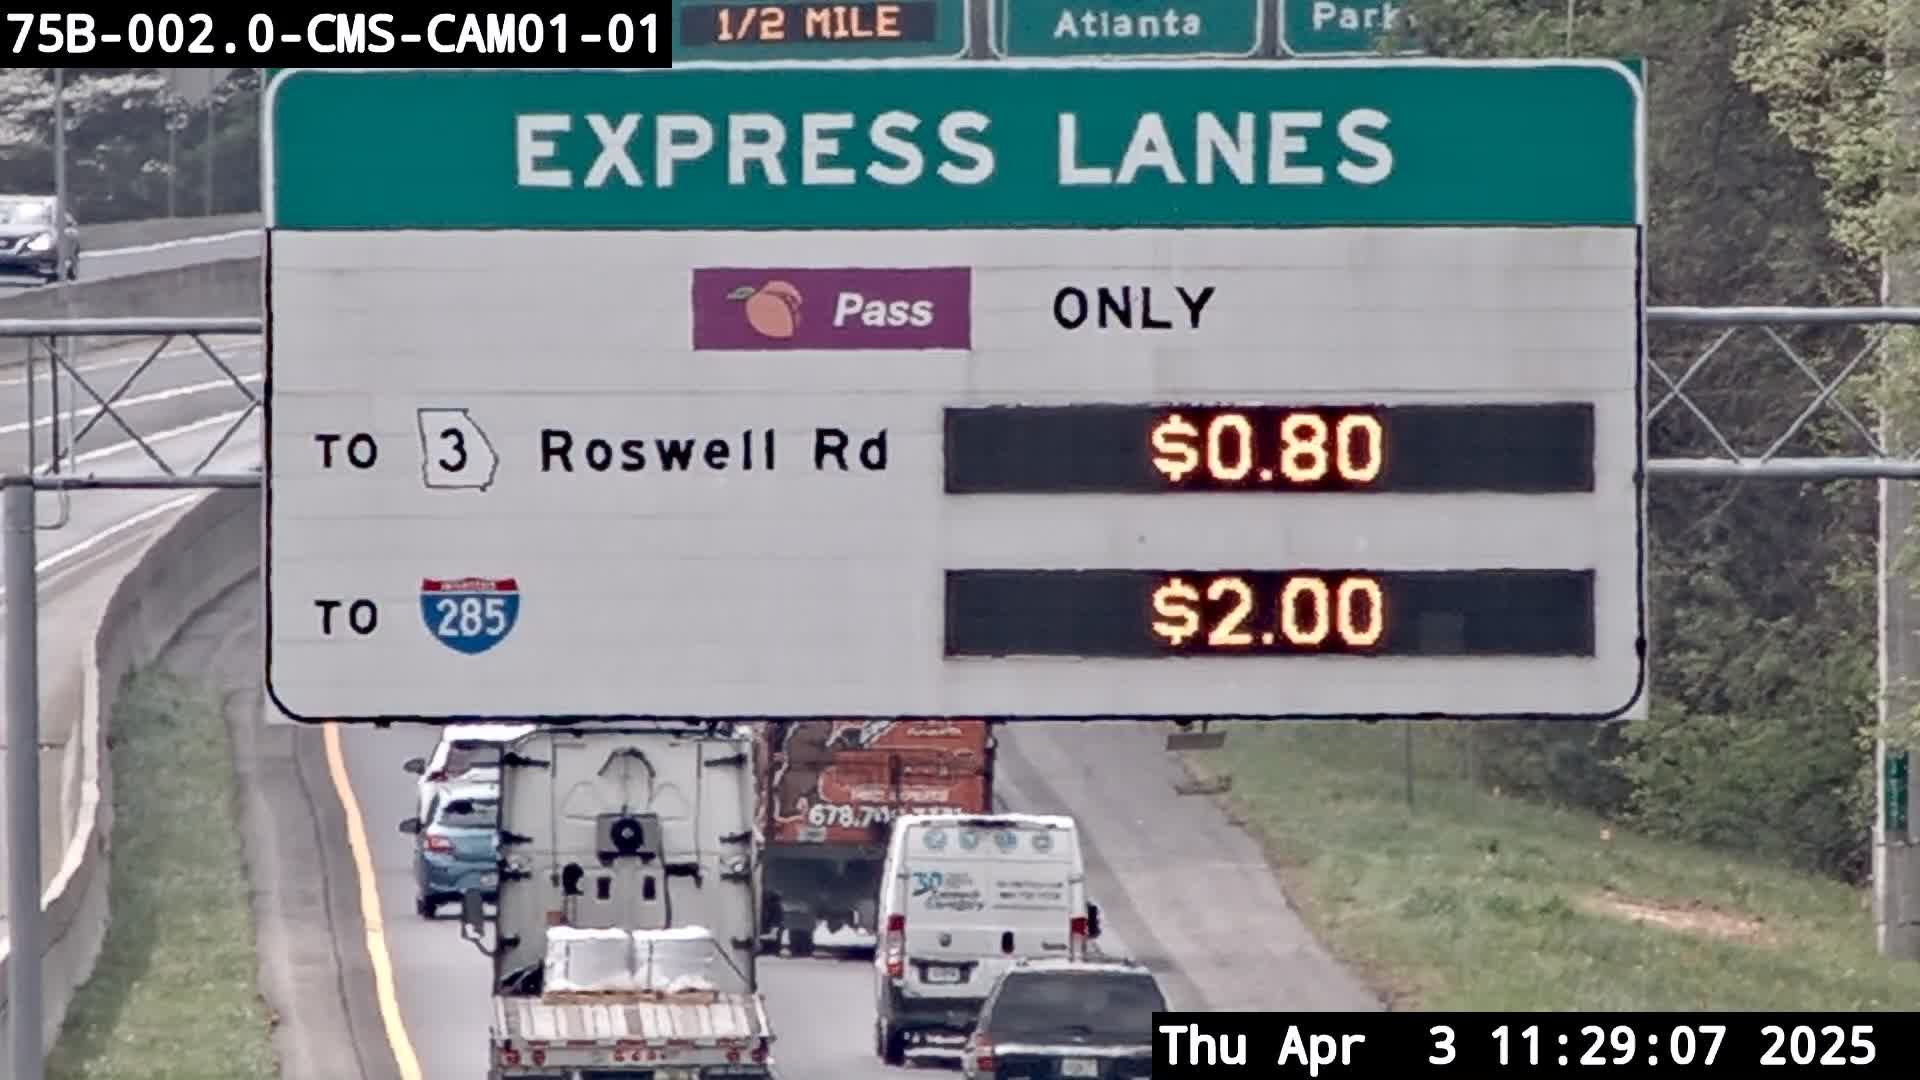 75B-002.0-CMS-CAM01-01
1/2 MILE
Atlanta
Park
EXPRESS LANES
Pass ONLY
TO 3 Roswell Rd $0.80
TO 285 $2.00
Thu Apr 3 11:29:07 2025